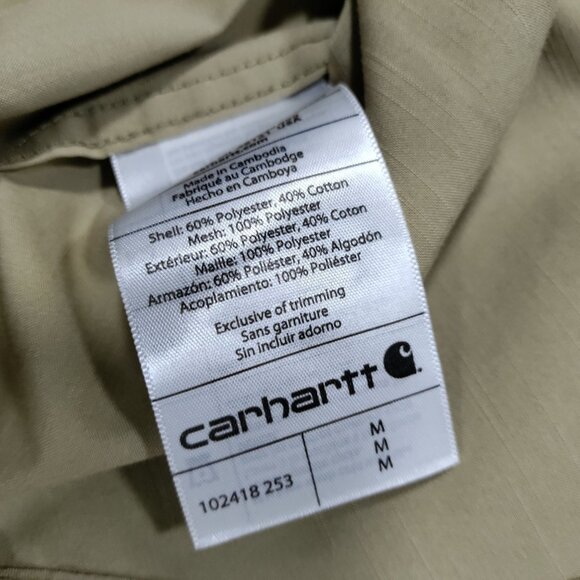 Made in Cambodia
Fabriqué au Cambodge
Hecho en Camboya
Shell: 60% Polyester, 40% Cotton
Mesh: 100% Polyester
Extérieur: 60% Polyester, 40% Coton
Maille: 100% Polyester
Armazón: 60% Poliéster, 40% Algodón
Acoplamiento: 100% Poliéster
Exclusive of trimming
Sans garniture
Sin incluir adorno
carhartt
102418 253
M
M
M